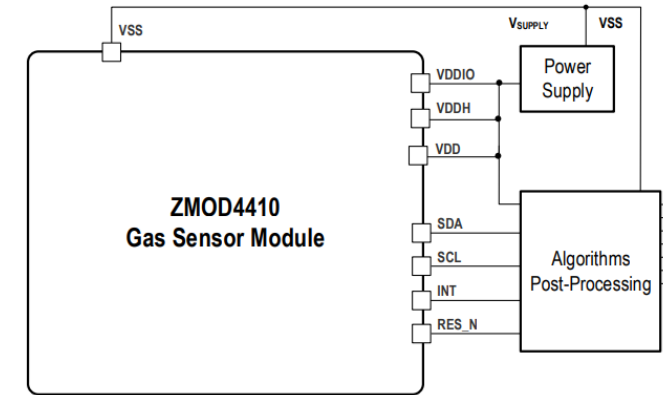 VSS
VSUPPLY
VSS
Power
Supply
VDDIO
VDDH
VDD
ZMOD4410
Gas Sensor Module
SDA
SCL
INT
RES_N
Algorithms
Post-Processing